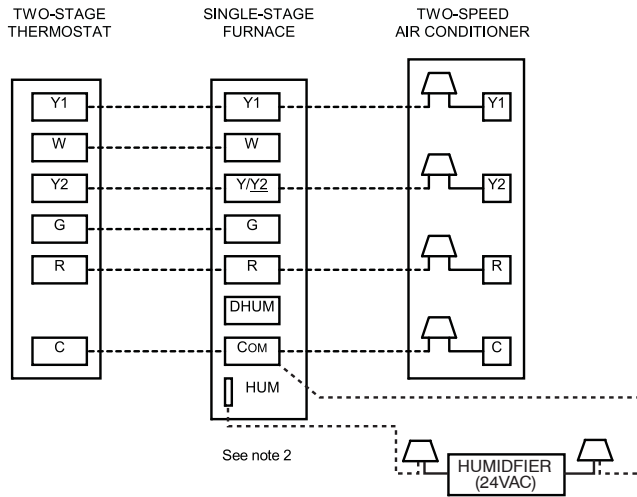 TWO-STAGE
THERMOSTAT
SINGLE-STAGE
FURNACE
TWO-SPEED
AIR CONDITIONER
Y1
Y1
Y1
W
W
Y2
Y/Y2
Y2
G
G
R
R
R
DHUM
C
COM
C
HUM
See note 2
HUMIDFIER
(24VAC)